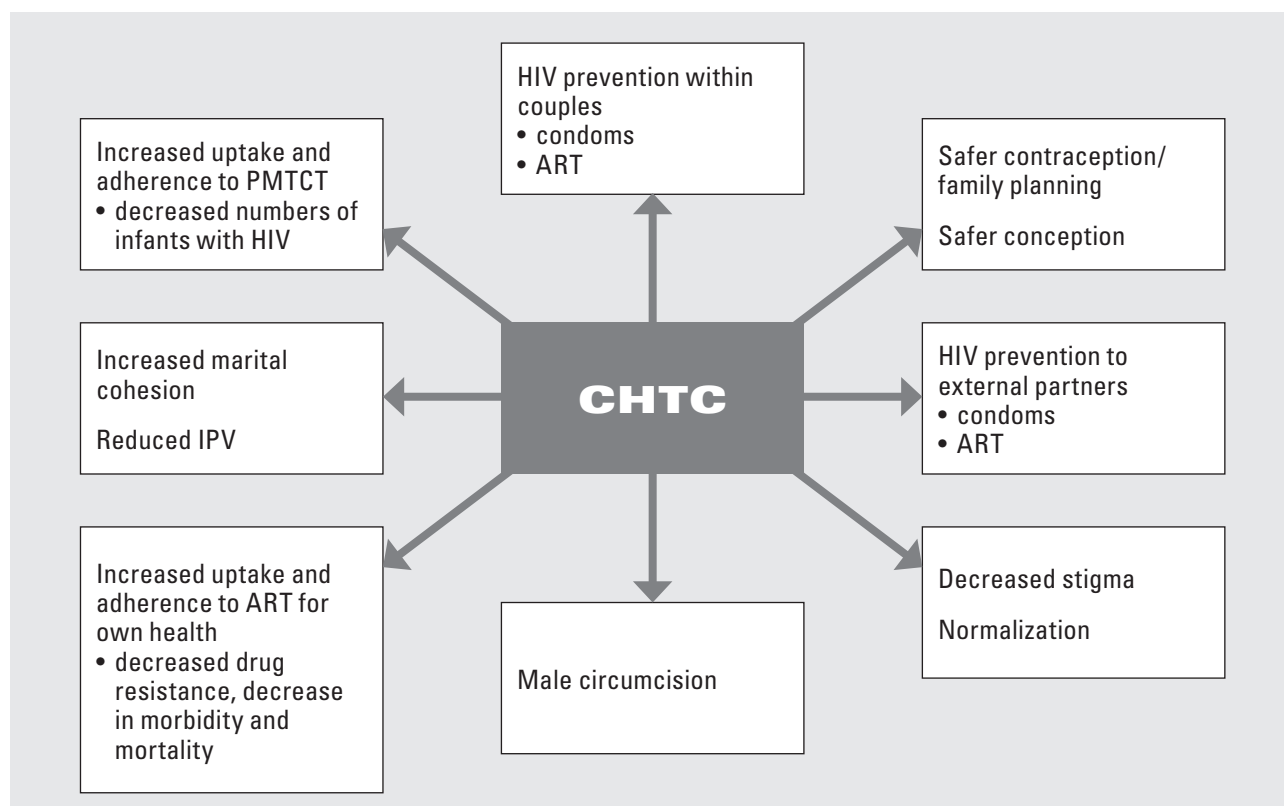 HIV prevention within
couples
• condoms
• ART
Increased uptake and
adherence to PMTCT
• decreased numbers of
infants with HIV
Safer contraception/
family planning
Safer conception
Increased marital
cohesion
Reduced IPV
CHTC
HIV prevention to
external partners
• condoms
• ART
Increased uptake and
adherence to ART for
own health
• decreased drug
resistance, decrease
in morbidity and
mortality
Male circumcision
Decreased stigma
Normalization